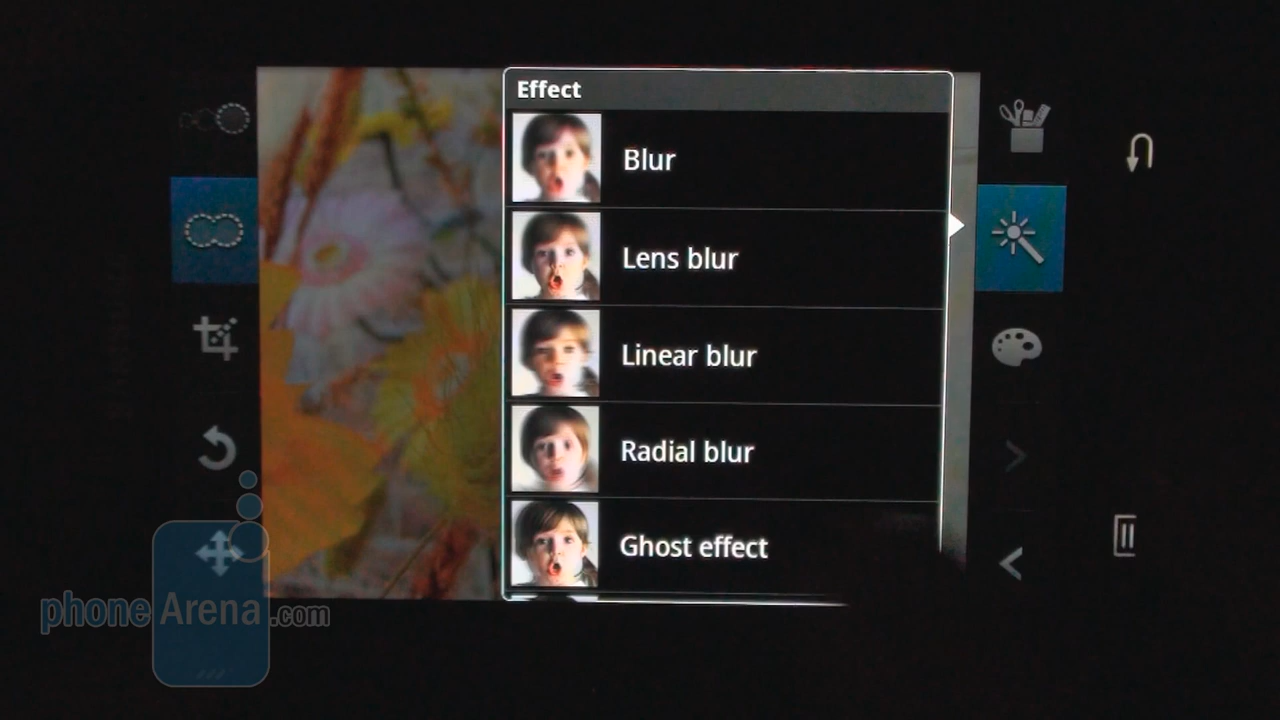 Effect
Blur
Lens blur
Linear blur
Radial blur
Ghost effect
phoneArena.com